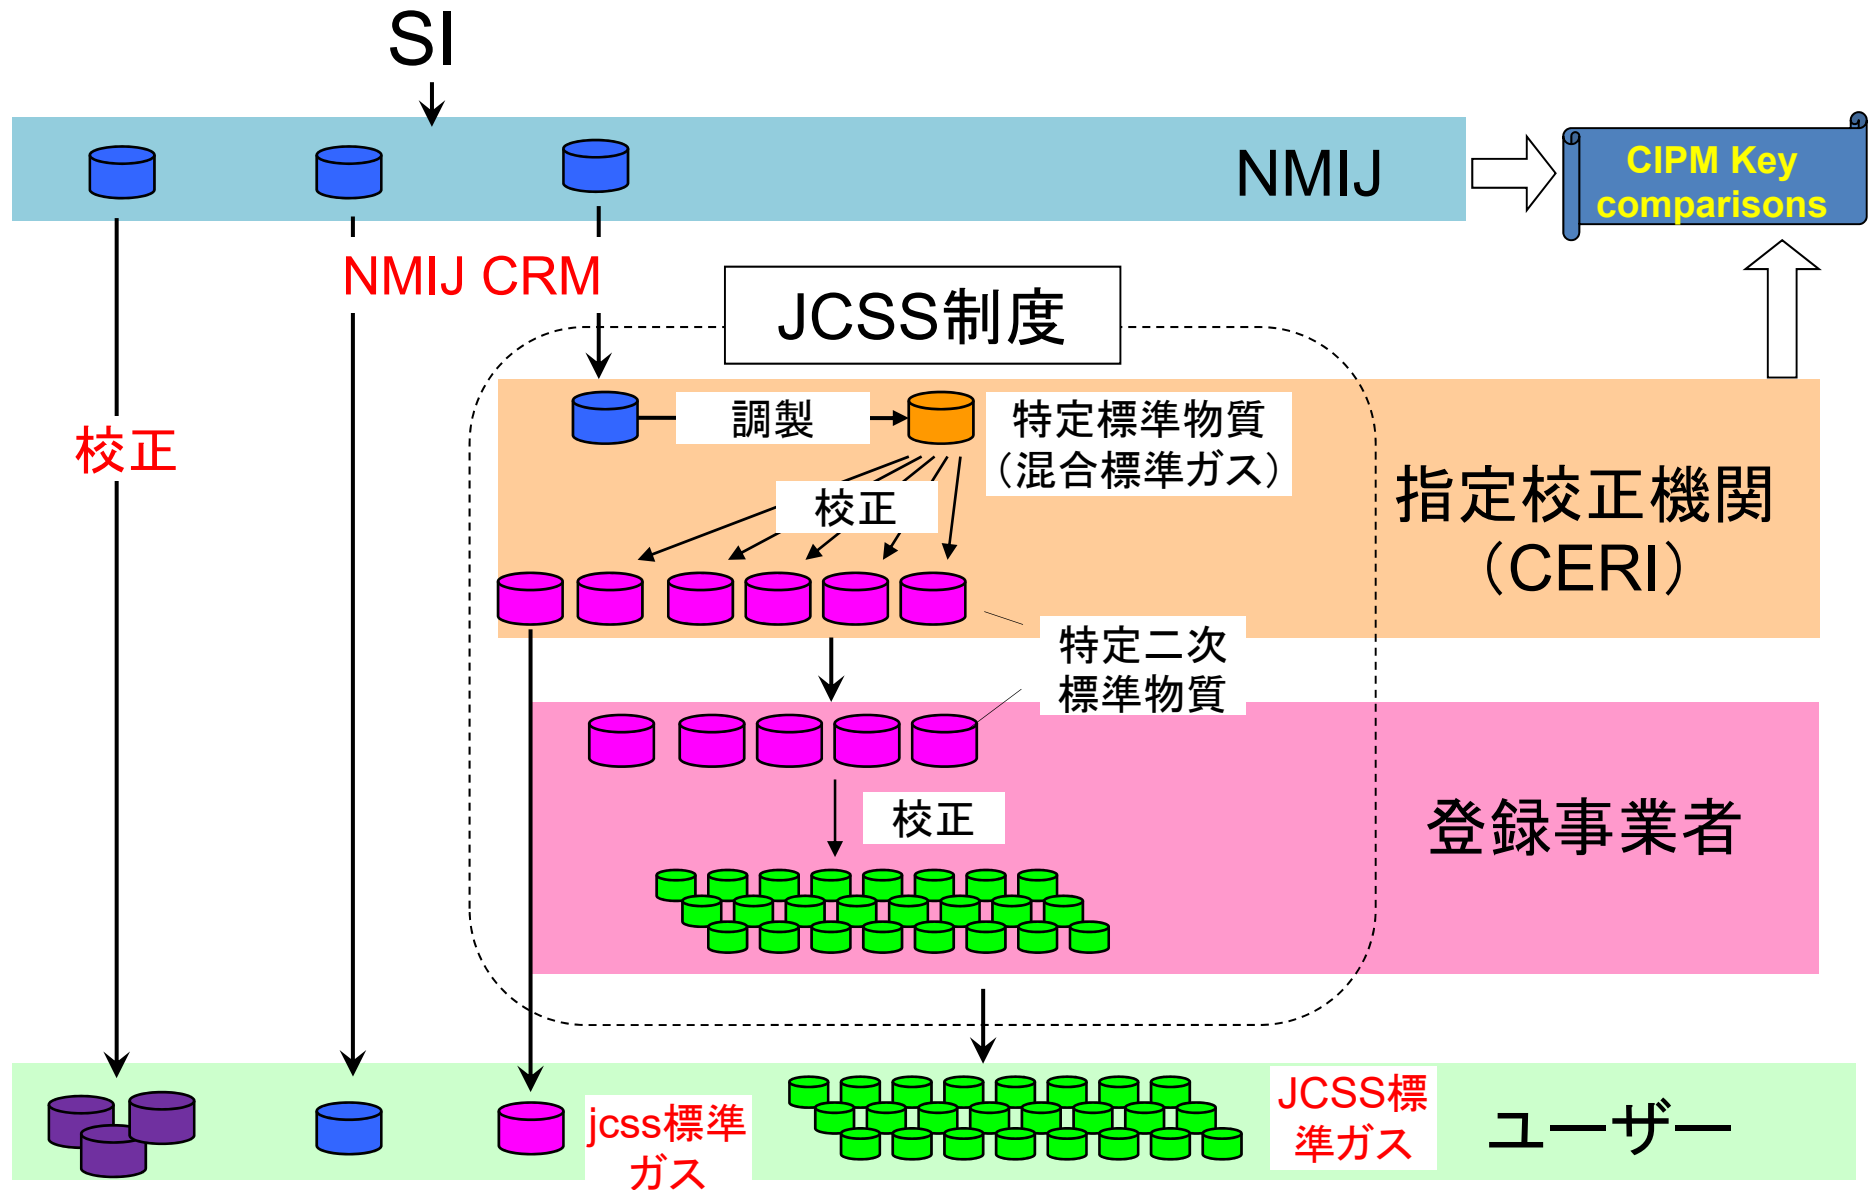 SI
NMIJ
CIPM Key
comparisons
NMIJ CRM
JCSS制度
校正
調製
特定標準物質
（混合標準ガス）
校正
指定校正機関
（CERI）
特定二次
標準物質
校正
登録事業者
jcss標準
ガス
JCSS標
準ガス
ユーザー